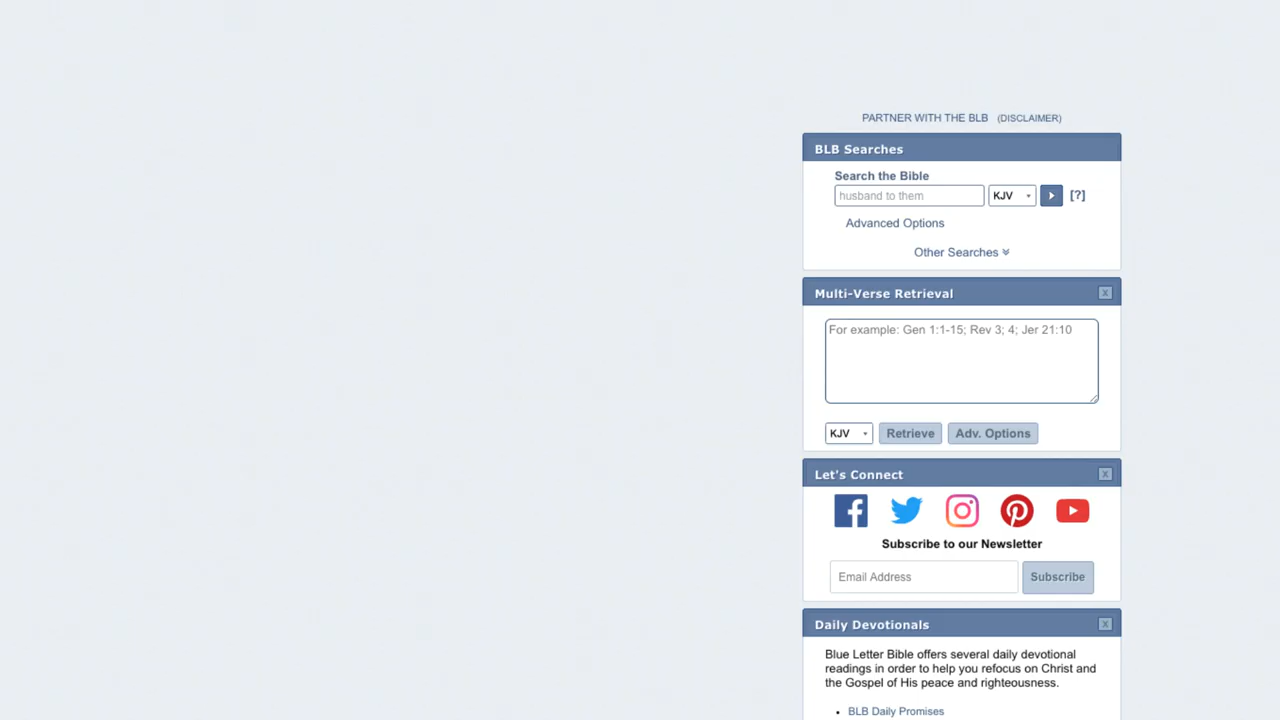 PARTNER WITH THE BLB (DISCLAIMER)
BLB Searches
Search the Bible
husband to them KJV [?]
Advanced Options
Other Searches
Multi-Verse Retrieval X
For example: Gen 1:1-15; Rev 3; 4; Jer 21:10
KJV Retrieve Adv. Options
Let's Connect X
Subscribe to our Newsletter
Email Address Subscribe
Daily Devotionals X
Blue Letter Bible offers several daily devotional
readings in order to help you refocus on Christ and
the Gospel of His peace and righteousness.
• BLB Daily Promises